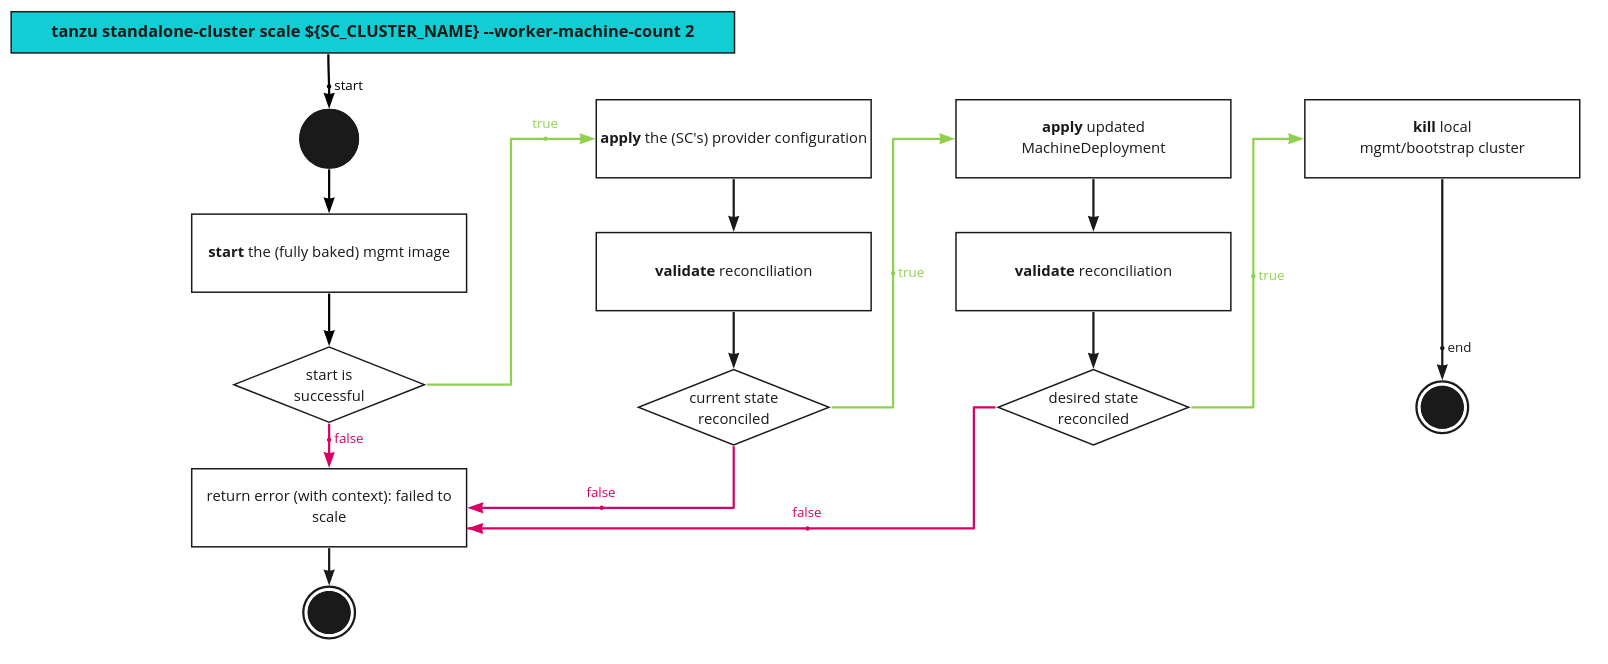 tanzu standalone-cluster scale ${SC_CLUSTER_NAME} --worker-machine-count 2
start
start the (fully baked) mgmt image
start is
successful
true
false
return error (with context): failed to
scale
apply the (SC's) provider configuration
validate reconciliation
current state
reconciled
true
false
apply updated
MachineDeployment
validate reconciliation
desired state
reconciled
true
false
kill local
mgmt/bootstrap cluster
end